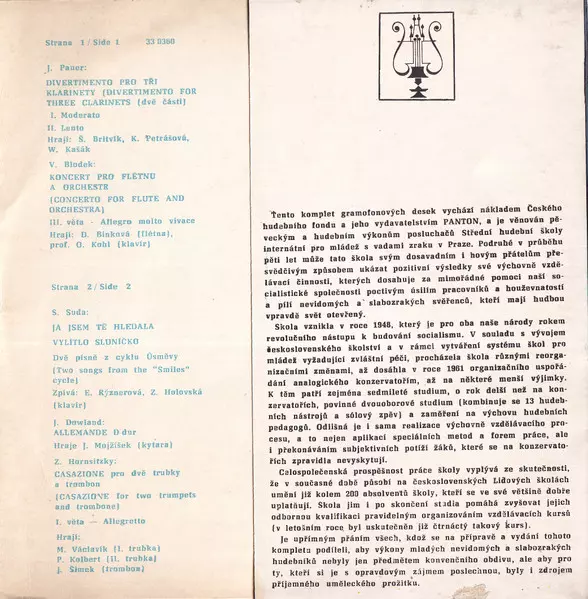 Strana 1 / Side 1 33 0360
J. Pauer:
DIVERTIMENTO PRO TŘI
KLARINETY (DIVERTIMENTO FOR
THREE CLARINETS (dvě části)
I. Moderato
II. Lento
Hrají: Š. Britvík, K. Petrášová,
W. Kašák
V. Blodek:
KONCERT PRO FLÉTNU
A ORCHESTR
(CONCERTO FOR FLUTE AND
ORCHESTRA)
III. věta - Allegro molto vivace
Hrají: D. Šinková (flétna),
prof. O. Kobl (klavír)
Strana 2 / Side 2
S. Suda:
JÁ JSEM TĚ HLEDALA
VYLÍTLO SLUNÍČKO
Dvě písně z cyklu Úsměvy
(Two songs from the "Smiles"
cycle)
Zpívá: E. Rýznerová, Z. Holovská
(klavír)
J. Dowland:
ALLEMANDE D-dur
Hraje J. Mojžíšek (kytara)
Z. Hornsitzky:
CASAZIONE pro dvě trubky
a trombon
(CASAZIONE for two trumpets
and trombone)
I. věta — Allegretto
Hrají:
M. Václavík (I. trubka)
P. Kolbert (II. trubka)
J. Šimek (trombon)
Tento komplet gramofonových desek vychází nákladem Českého
hudebního fondu a jeho vydavatelstvím PANTON, a je věnován pě-
veckým a hudebním výkonům posluchačů Střední hudební školy
internátní pro mládež s vadami zraku v Praze. Podruhé v průběhu
pěti let může tato škola svým dosavadním i novým přátelům pře-
svědčivým způsobem ukázat pozitivní výsledky své výchovně vzdě-
lávací činnosti, kterých dosahuje za mimořádné pomoci naší so-
cialistické společnosti poctivým úsilím pracovníků a houževnatostí
a pílí nevidomých a slabozrakých svěřenců, kteří mají hudbou
vpravdě svět otevřený.
Škola vznikla v roce 1948, který je pro oba naše národy rokem
revolučního nástupu k budování socialismu. V souladu s vývojem
československého školství a v rámci vytváření systému škol pro
mládež vyžadující zvláštní péči, procházela škola různými reorga-
nizačními změnami, až dosáhla v roce 1961 organizačního uspořá-
dání analogického konzervatořím, až na některé menší výjimky.
K těm patří zejména sedmileté studium, o rok delší než na kon-
zervatořích, povinné dvouoborové studium (kombinuje se 13 hudeb-
ních nástrojů a sólový zpěv) a zaměření na výchovu hudebních
pedagogů. Odlišná je i sama realizace výchovně vzdělávacího pro-
cesu, a to nejen aplikací speciálních metod a forem práce, ale
i překonáváním subjektivních potíží žáků, které se na konzerva-
tořích zpravidla nevyskytují.
Celospolečenská prospěšnost práce školy vyplývá ze skutečnosti,
že v současné době působí na československých Lidových školách
umění již kolem 200 absolventů školy, kteří se ve své většině dobře
uplatňují. Škola jim i po skončení studia pomáhá zvyšovat jejich
odbornou kvalifikaci pravidelným organizováním vzdělávacích kursů
(v letošním roce byl uskutečněn již čtrnáctý takový kurs).
Je upřímným přáním všech, kdož se na přípravě a vydání tohoto
kompletu podíleli, aby výkony mladých nevidomých a slabozrakých
hudebníků nebyly jen předmětem konvenčního obdivu, ale aby pro
ty, kteří si je s opravdovým zájmem poslechnou, byly i zdrojem
příjemného uměleckého prožitku.